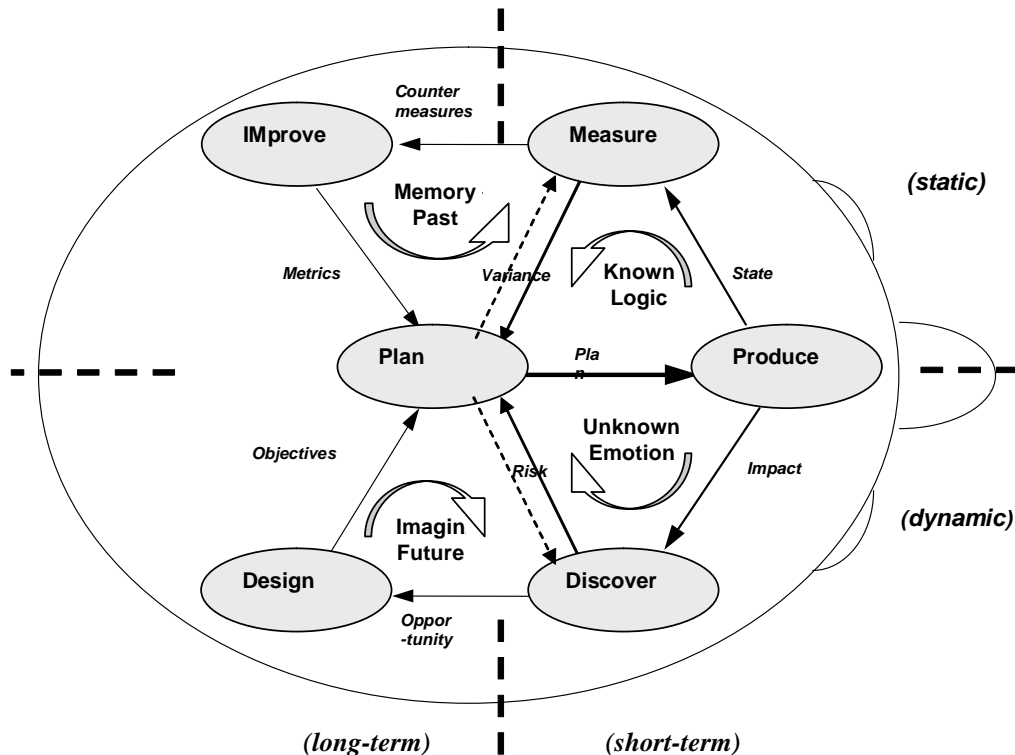 Counter
measures
IMprove
Measure
(static)
Memory
Past
Metrics
Variance
Known
Logic
State
Plan
Pla
n
Produce
Objectives
Unknown
Emotion
Risk
Impact
Imagin
Future
(dynamic)
Design
Discover
Oppor
-tunity
(long-term)
(short-term)